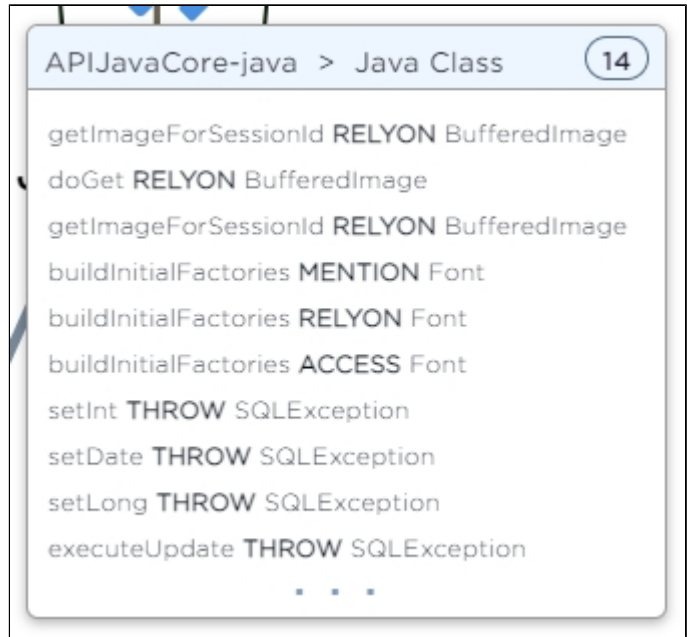 APIJavaCore-java > Java Class 14
getImageForSessionId RELYON BufferedImage
doGet RELYON BufferedImage
getImageForSessionId RELYON BufferedImage
buildInitialFactories MENTION Font
buildInitialFactories RELYON Font
buildInitialFactories ACCESS Font
setInt THROW SQLException
setDate THROW SQLException
setLong THROW SQLException
executeUpdate THROW SQLException
. . .